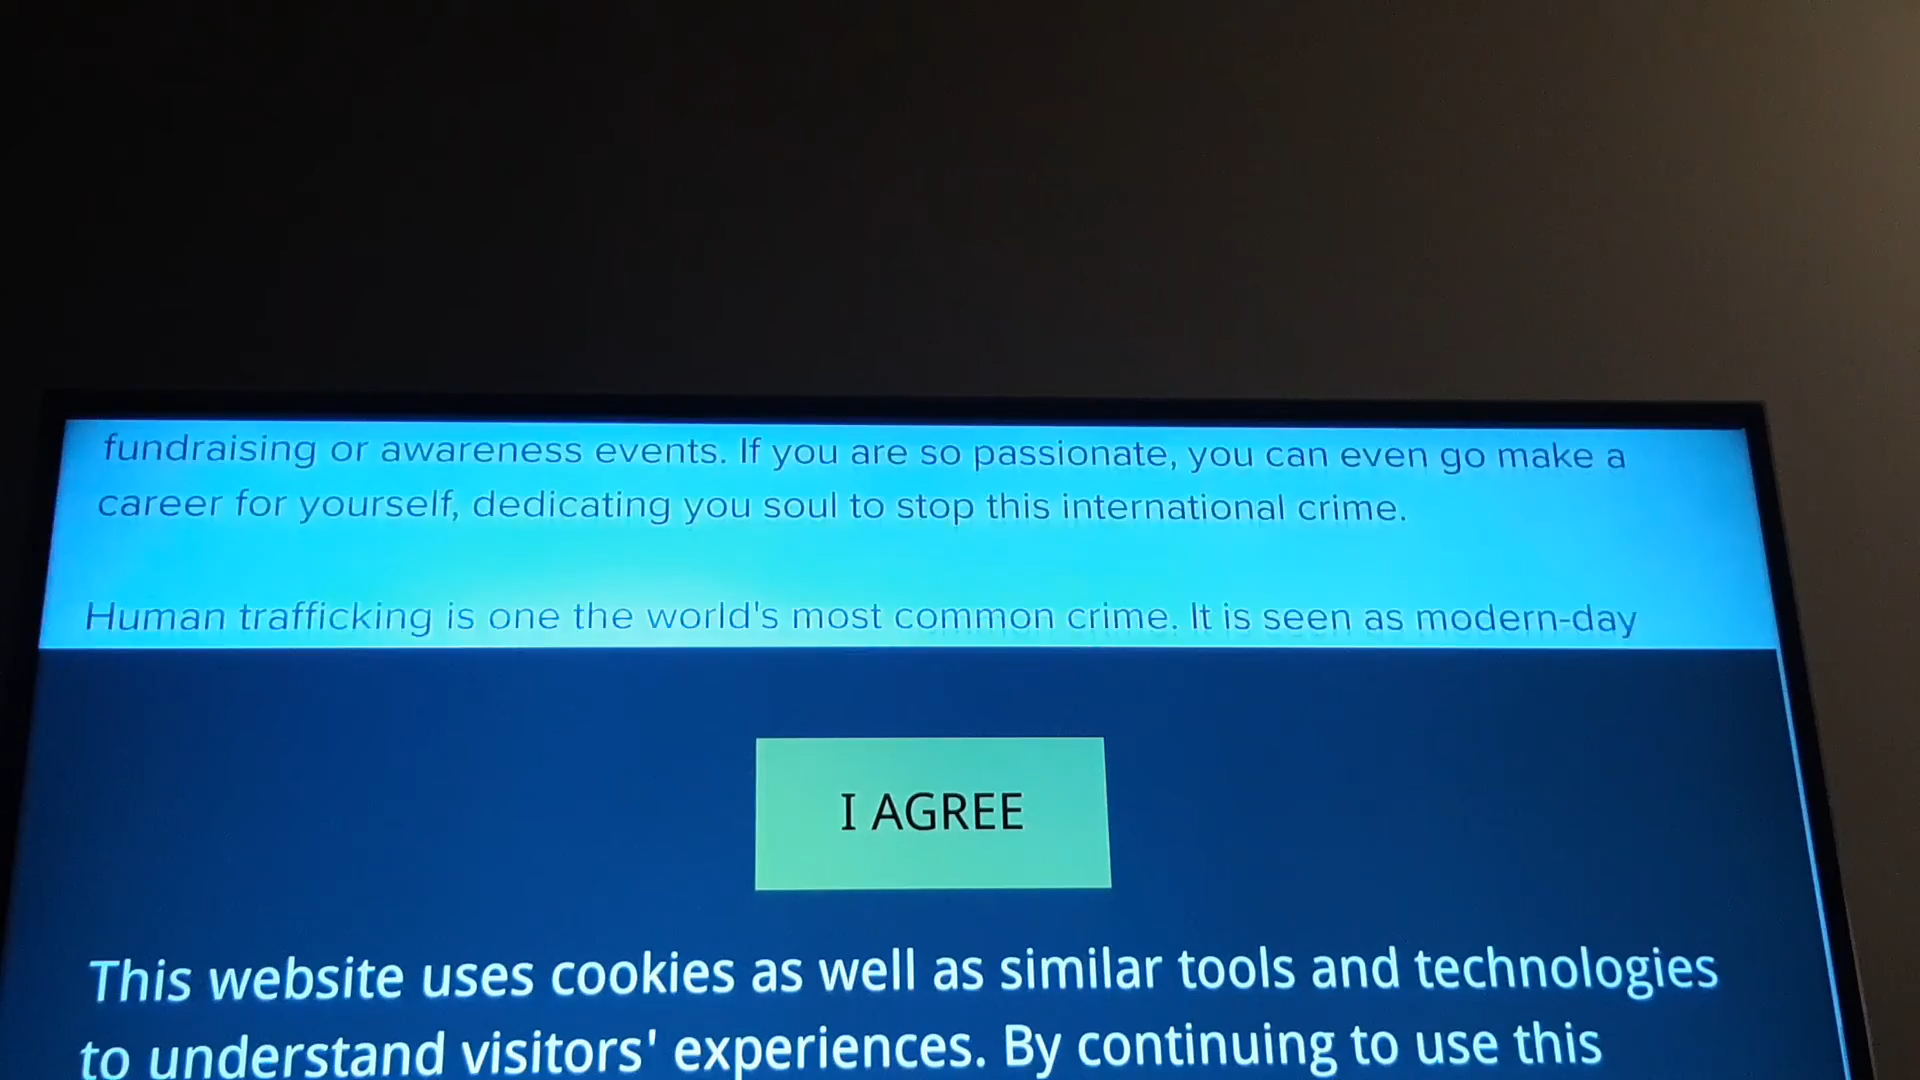 fundraising or awareness events. If you are so passionate, you can even go make a
career for yourself, dedicating you soul to stop this international crime.
Human trafficking is one the world's most common crime. It is seen as modern-day
I AGREE
This website uses cookies as well as similar tools and technologies
to understand visitors' experiences. By continuing to use this